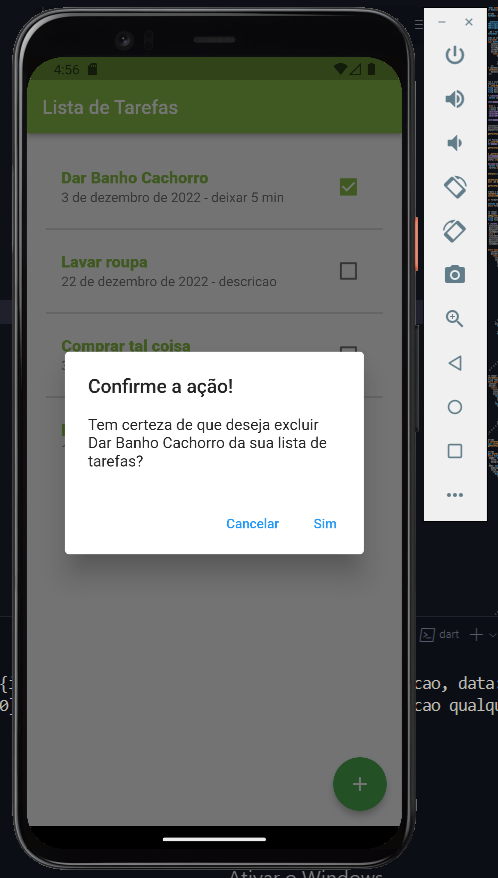 4:56
Lista de Tarefas
Dar Banho Cachorro
3 de dezembro de 2022 - deixar 5 min
Lavar roupa
22 de dezembro de 2022 - descricao
Comprar tal coisa
Confirme a ação!
Tem certeza de que deseja excluir
Dar Banho Cachorro da sua lista de
tarefas?
Cancelar Sim
dart
cao, data:
cao qualqu
Ativar o Windows